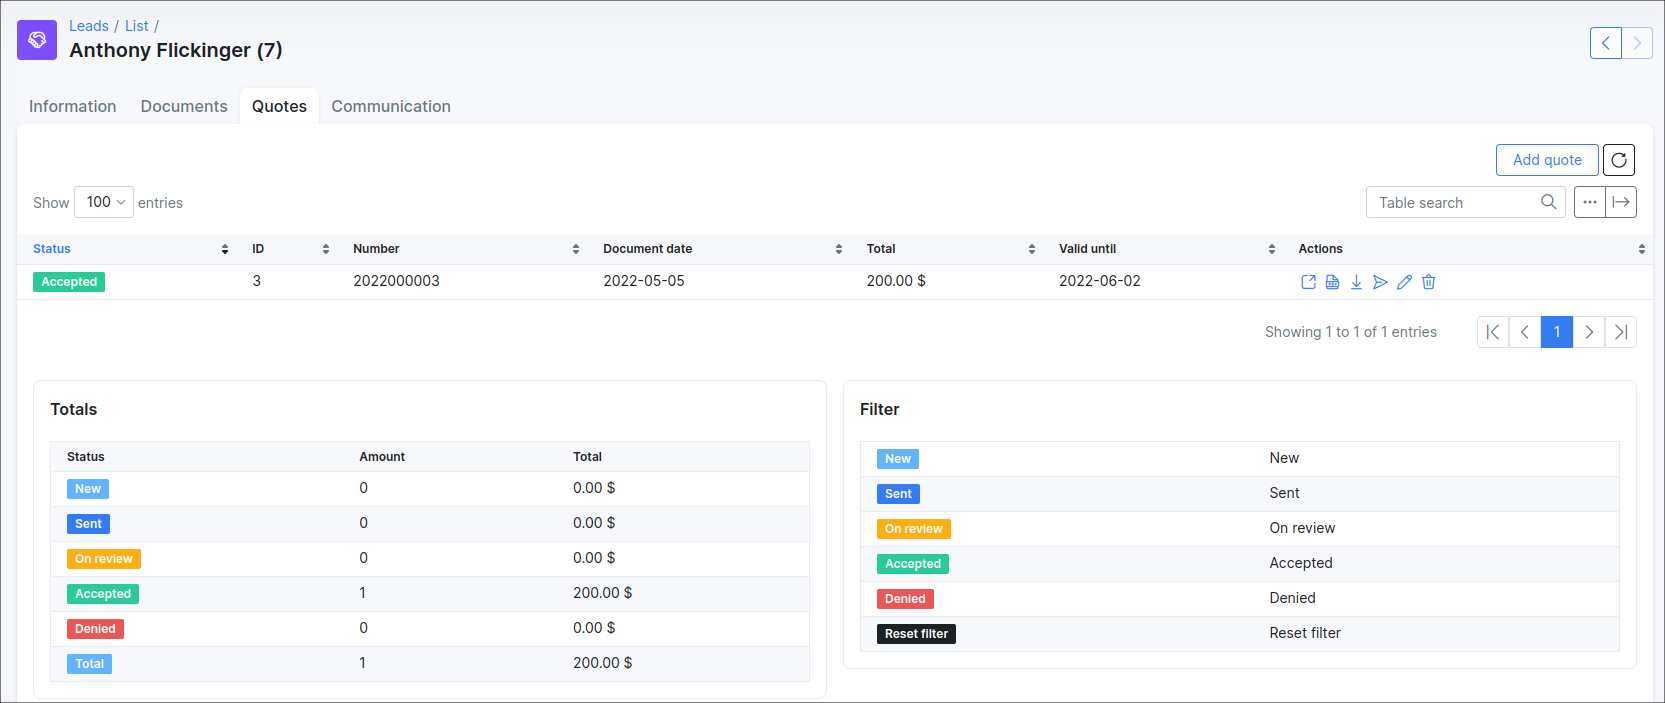 Leads / List /
Anthony Flickinger (7)
Information Documents Quotes Communication
Add quote
Show 100 entries Table search
Status ID Number Document date Total Valid until Actions
Accepted 3 2022000003 2022-05-05 200.00 $ 2022-06-02
Showing 1 to 1 of 1 entries 1
Totals
Status Amount Total
New 0 0.00 $
Sent 0 0.00 $
On review 0 0.00 $
Accepted 1 200.00 $
Denied 0 0.00 $
Total 1 200.00 $
Filter
New New
Sent Sent
On review On review
Accepted Accepted
Denied Denied
Reset filter Reset filter